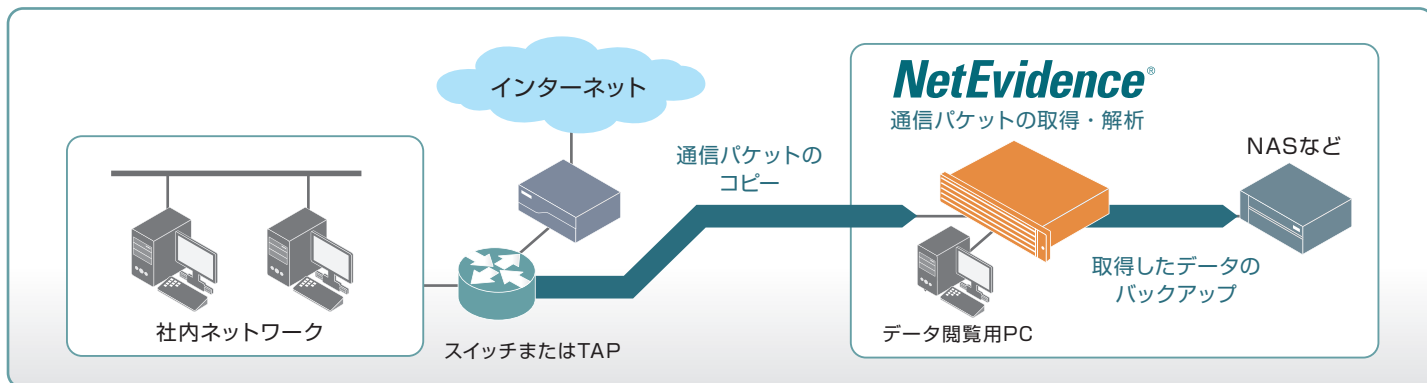 インターネット
社内ネットワーク
スイッチまたはTAP
通信パケットの
コピー
NetEvidence®
通信パケットの取得・解析
NASなど
データ閲覧用PC
取得したデータの
バックアップ